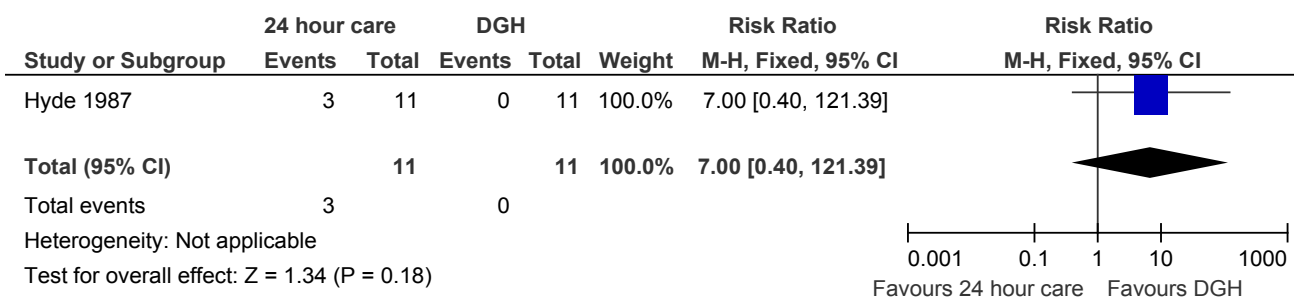 24 hour care DGH Risk Ratio Risk Ratio
Study or Subgroup Events Total Events Total Weight M-H, Fixed, 95% CI M-H, Fixed, 95% CI
Hyde 1987 3 11 0 11 100.0% 7.00 [0.40, 121.39]
Total (95% CI) 11 11 100.0% 7.00 [0.40, 121.39]
Total events 3 0
Heterogeneity: Not applicable
Test for overall effect: Z = 1.34 (P = 0.18)
0.001 0.1 1 10 1000
Favours 24 hour care Favours DGH